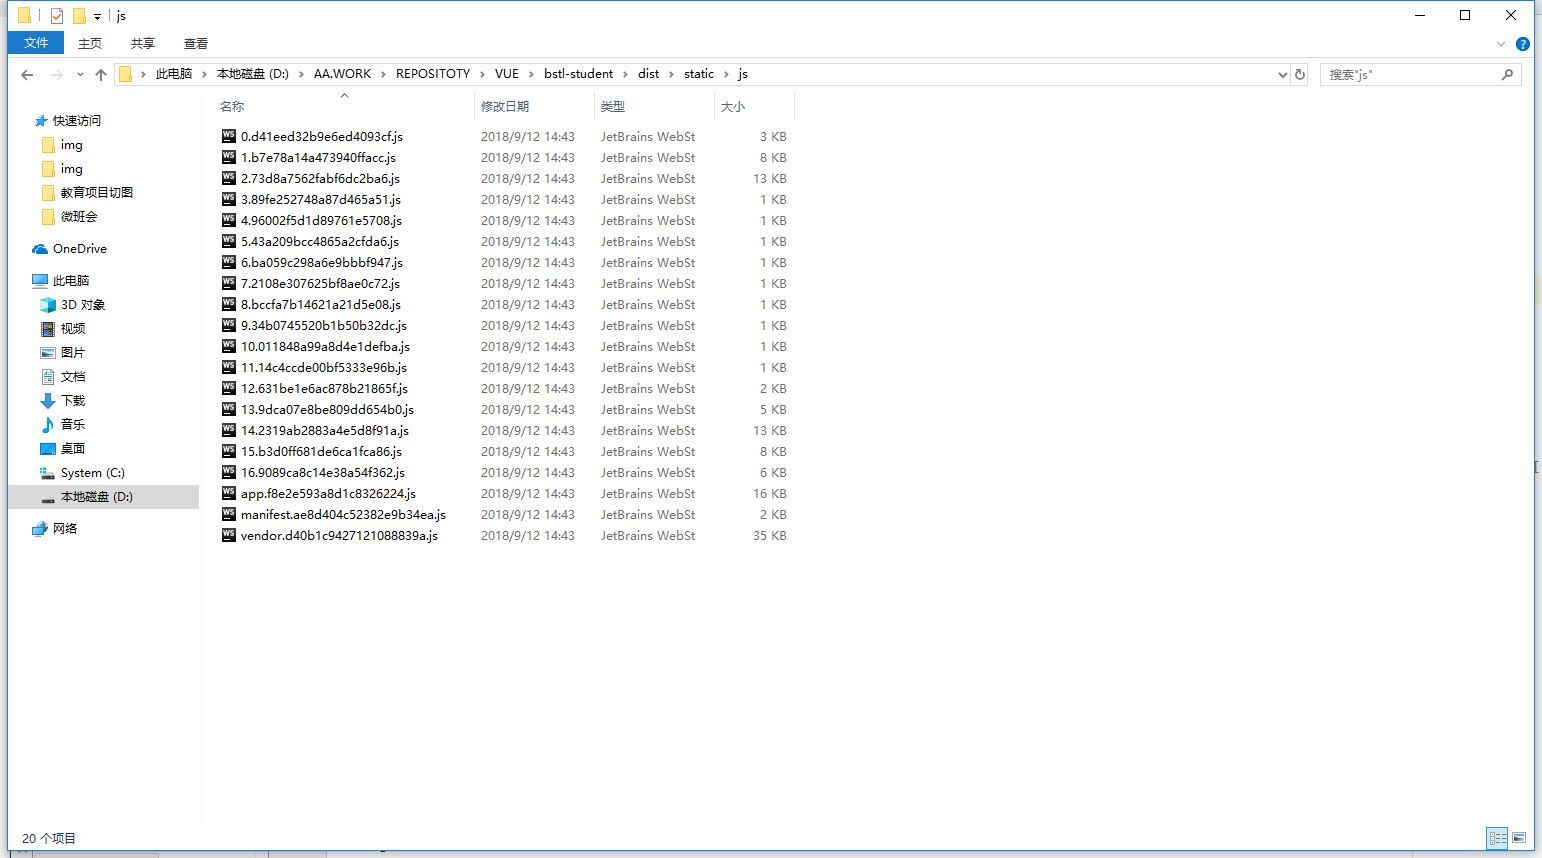 js
文件 主页 共享 查看
此电脑 本地磁盘 (D:) AA.WORK REPOSITOTY VUE bstl-student dist static js 搜索"js"
名称 修改日期 类型 大小
快速访问
img
img
教育项目切图
微班会
OneDrive
此电脑
3D 对象
视频
图片
文档
下载
音乐
桌面
System (C:)
本地磁盘 (D:)
网络
0.d41eed32b9e6ed4093cf.js 2018/9/12 14:43 JetBrains WebSt 3 KB
1.b7e78a14a473940ffacc.js 2018/9/12 14:43 JetBrains WebSt 8 KB
2.73d8a7562fabf6dc2ba6.js 2018/9/12 14:43 JetBrains WebSt 13 KB
3.89fe252748a87d465a51.js 2018/9/12 14:43 JetBrains WebSt 1 KB
4.96002f5d1d89761e5708.js 2018/9/12 14:43 JetBrains WebSt 1 KB
5.43a209bcc4865a2cfda6.js 2018/9/12 14:43 JetBrains WebSt 1 KB
6.ba059c298a6e9bbbf947.js 2018/9/12 14:43 JetBrains WebSt 1 KB
7.2108e307625bf8ae0c72.js 2018/9/12 14:43 JetBrains WebSt 1 KB
8.bccfa7b14621a21d5e08.js 2018/9/12 14:43 JetBrains WebSt 1 KB
9.34b0745520b1b50b32dc.js 2018/9/12 14:43 JetBrains WebSt 1 KB
10.011848a99a8d4e1defba.js 2018/9/12 14:43 JetBrains WebSt 1 KB
11.14c4ccde00bf5333e96b.js 2018/9/12 14:43 JetBrains WebSt 1 KB
12.631be1e6ac878b21865f.js 2018/9/12 14:43 JetBrains WebSt 2 KB
13.9dca07e8be809dd654b0.js 2018/9/12 14:43 JetBrains WebSt 5 KB
14.2319ab2883a4e5d8f91a.js 2018/9/12 14:43 JetBrains WebSt 13 KB
15.b3d0ff681de6ca1fca86.js 2018/9/12 14:43 JetBrains WebSt 8 KB
16.9089ca8c14e38a54f362.js 2018/9/12 14:43 JetBrains WebSt 6 KB
app.f8e2e593a8d1c8326224.js 2018/9/12 14:43 JetBrains WebSt 16 KB
manifest.ae8d404c52382e9b34ea.js 2018/9/12 14:43 JetBrains WebSt 2 KB
vendor.d40b1c9427121088839a.js 2018/9/12 14:43 JetBrains WebSt 35 KB
20 个项目